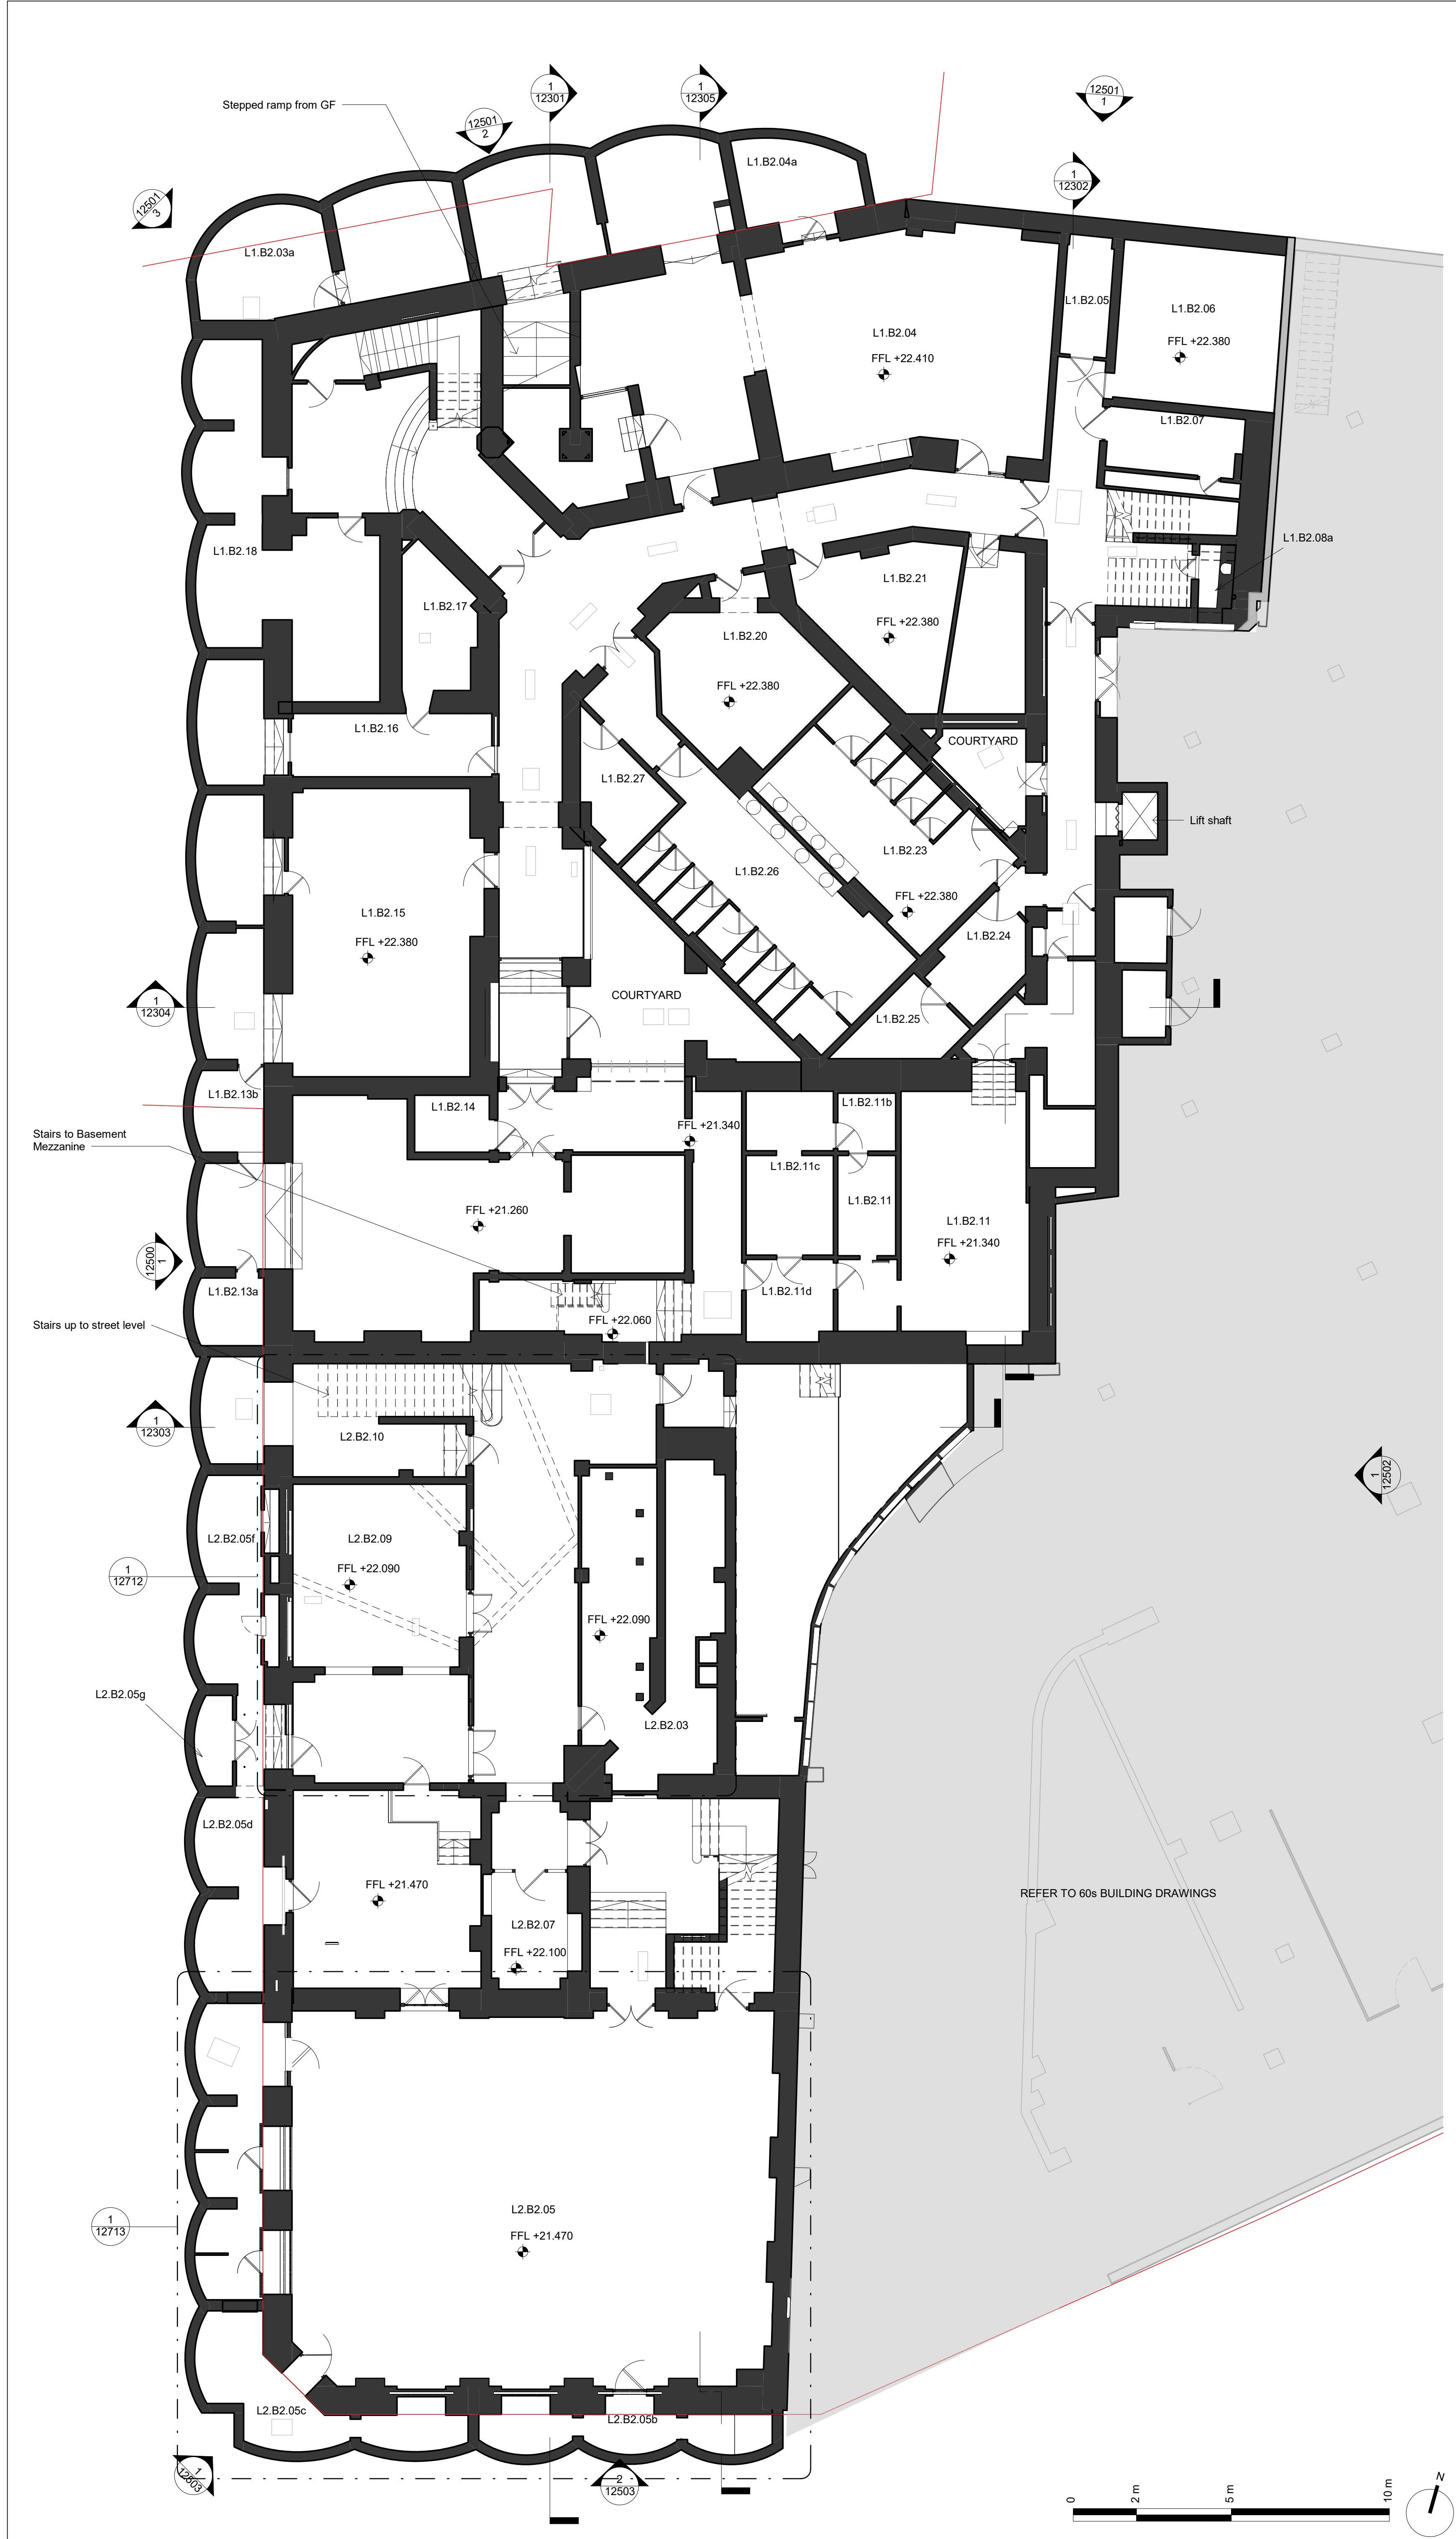 Stepped ramp from GF
1
12301
1
12305
12501
1
12501
2
12501
3
1
12302
L1.B2.04a
L1.B2.03a
L1.B2.05
L1.B2.06
FFL +22.380
L1.B2.04
FFL +22.410
L1.B2.07
L1.B2.08a
L1.B2.18
L1.B2.17
L1.B2.21
FFL +22.380
L1.B2.20
FFL +22.380
L1.B2.16
COURTYARD
L1.B2.27
Lift shaft
L1.B2.23
FFL +22.380
L1.B2.26
L1.B2.15
FFL +22.380
L1.B2.24
COURTYARD
L1.B2.25
1
12304
L1.B2.13b
L1.B2.14
L1.B2.11b
FFL +21.340
Stairs to Basement
Mezzanine
L1.B2.11c
L1.B2.11
FFL +21.260
L1.B2.11
FFL +21.340
1
12500
L1.B2.13a
L1.B2.11d
Stairs up to street level
FFL +22.060
1
12303
L2.B2.10
1
12502
L2.B2.05f
L2.B2.09
FFL +22.090
1
12712
FFL +22.090
L2.B2.05g
L2.B2.03
L2.B2.05d
FFL +21.470
REFER TO 60s BUILDING DRAWINGS
L2.B2.07
FFL +22.100
L2.B2.05
FFL +21.470
1
12713
L2.B2.05c
L2.B2.05b
1
12503
2
12503
0
2 m
5 m
10 m
N